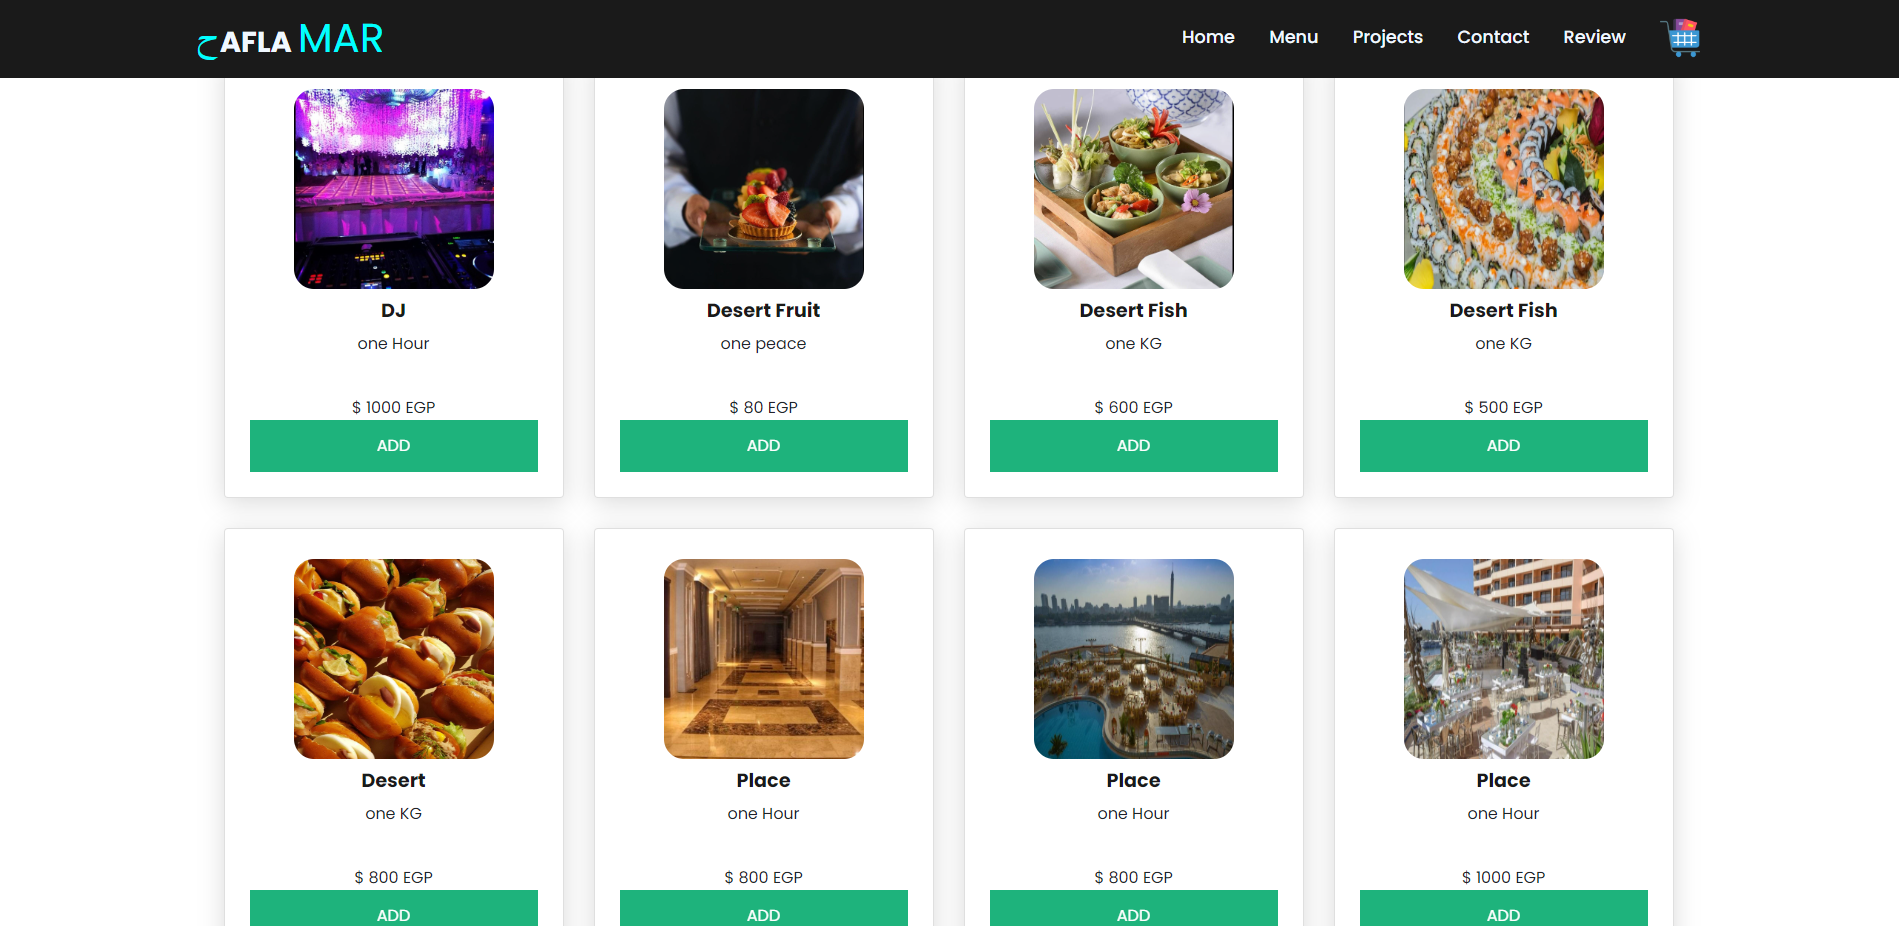 حAFLA MAR
Home Menu Projects Contact Review
DJ Desert Fruit Desert Fish Desert Fish
one Hour one peace one KG one KG
$ 1000 EGP $ 80 EGP $ 600 EGP $ 500 EGP
ADD ADD ADD ADD
Desert Place Place Place
one KG one Hour one Hour one Hour
$ 800 EGP $ 800 EGP $ 800 EGP $ 1000 EGP
ADD ADD ADD ADD